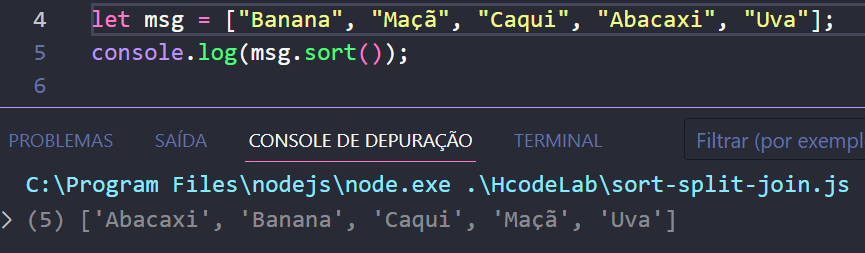 4 let msg = ["Banana", "Maçã", "Caqui", "Abacaxi", "Uva"];
5 console.log(msg.sort());
6
PROBLEMAS SAÍDA CONSOLE DE DEPURAÇÃO TERMINAL Filtrar (por exempl
C:\Program Files\nodejs\node.exe .\HcodeLab\sort-split-join.js
> (5) ['Abacaxi', 'Banana', 'Caqui', 'Maçã', 'Uva']